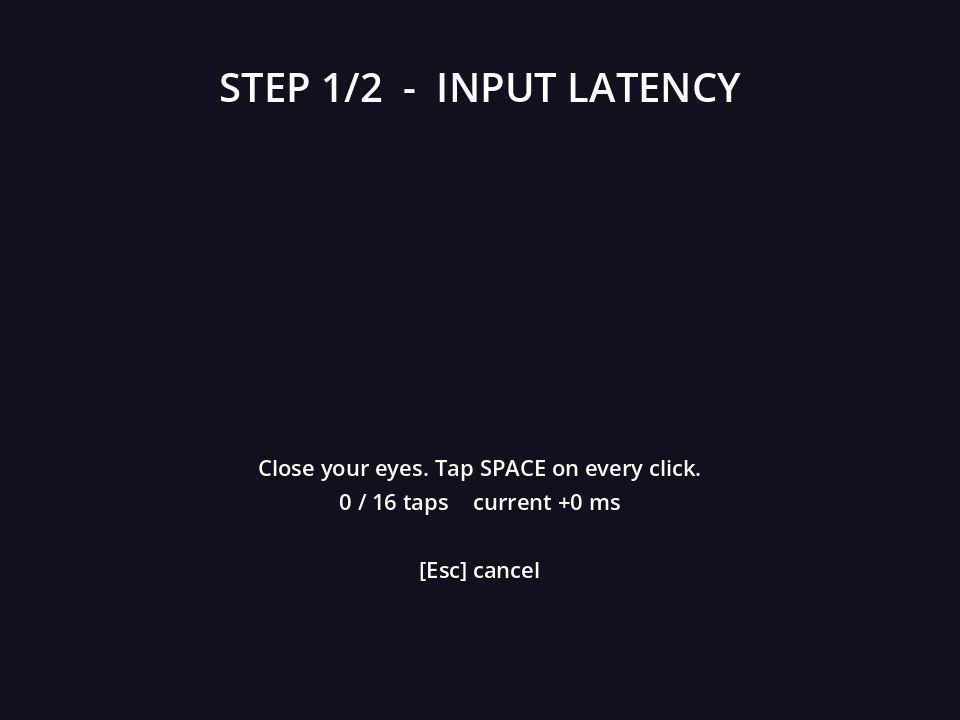 STEP 1/2 - INPUT LATENCY
Close your eyes. Tap SPACE on every click.
0 / 16 taps current +0 ms
[Esc] cancel